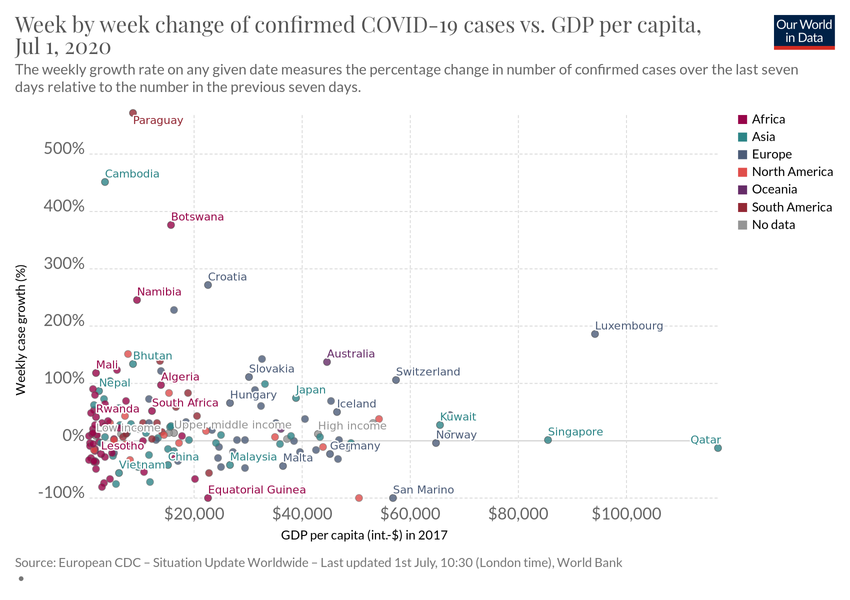 Week by week change of confirmed COVID-19 cases vs. GDP per capita,
Jul 1, 2020
Our World
in Data
The weekly growth rate on any given date measures the percentage change in number of confirmed cases over the last seven
days relative to the number in the previous seven days.
Paraguay
Africa
Asia
Europe
North America
Oceania
South America
No data
500%
Cambodia
400%
Botswana
300%
Croatia
Namibia
200%
Luxembourg
Weekly case growth (%)
Bhutan
Australia
Mali
Slovakia
Switzerland
Algeria
100%
Nepal
Japan
Hungary
Rwanda
South Africa
Iceland
Kuwait
Low income
Upper middle income
High income
Norway
Singapore
0%
Qatar
Lesotho
Germany
Vietnam
China
Malaysia
Malta
Equatorial Guinea
San Marino
-100%
$20,000
$40,000
$60,000
$80,000
$100,000
GDP per capita (int.-$) in 2017
Source: European CDC – Situation Update Worldwide – Last updated 1st July, 10:30 (London time), World Bank